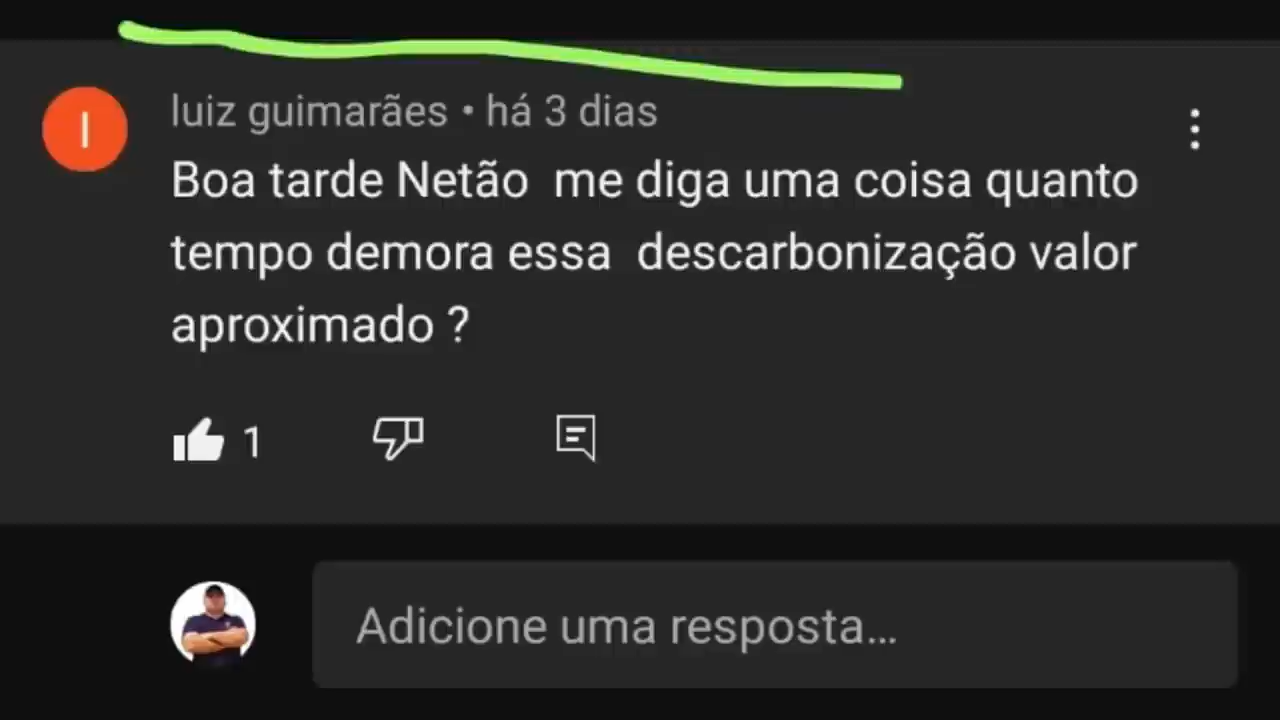 luiz guimarães • há 3 dias
Boa tarde Netão me diga uma coisa quanto
tempo demora essa descarbonização valor
aproximado ?
1
Adicione uma resposta...